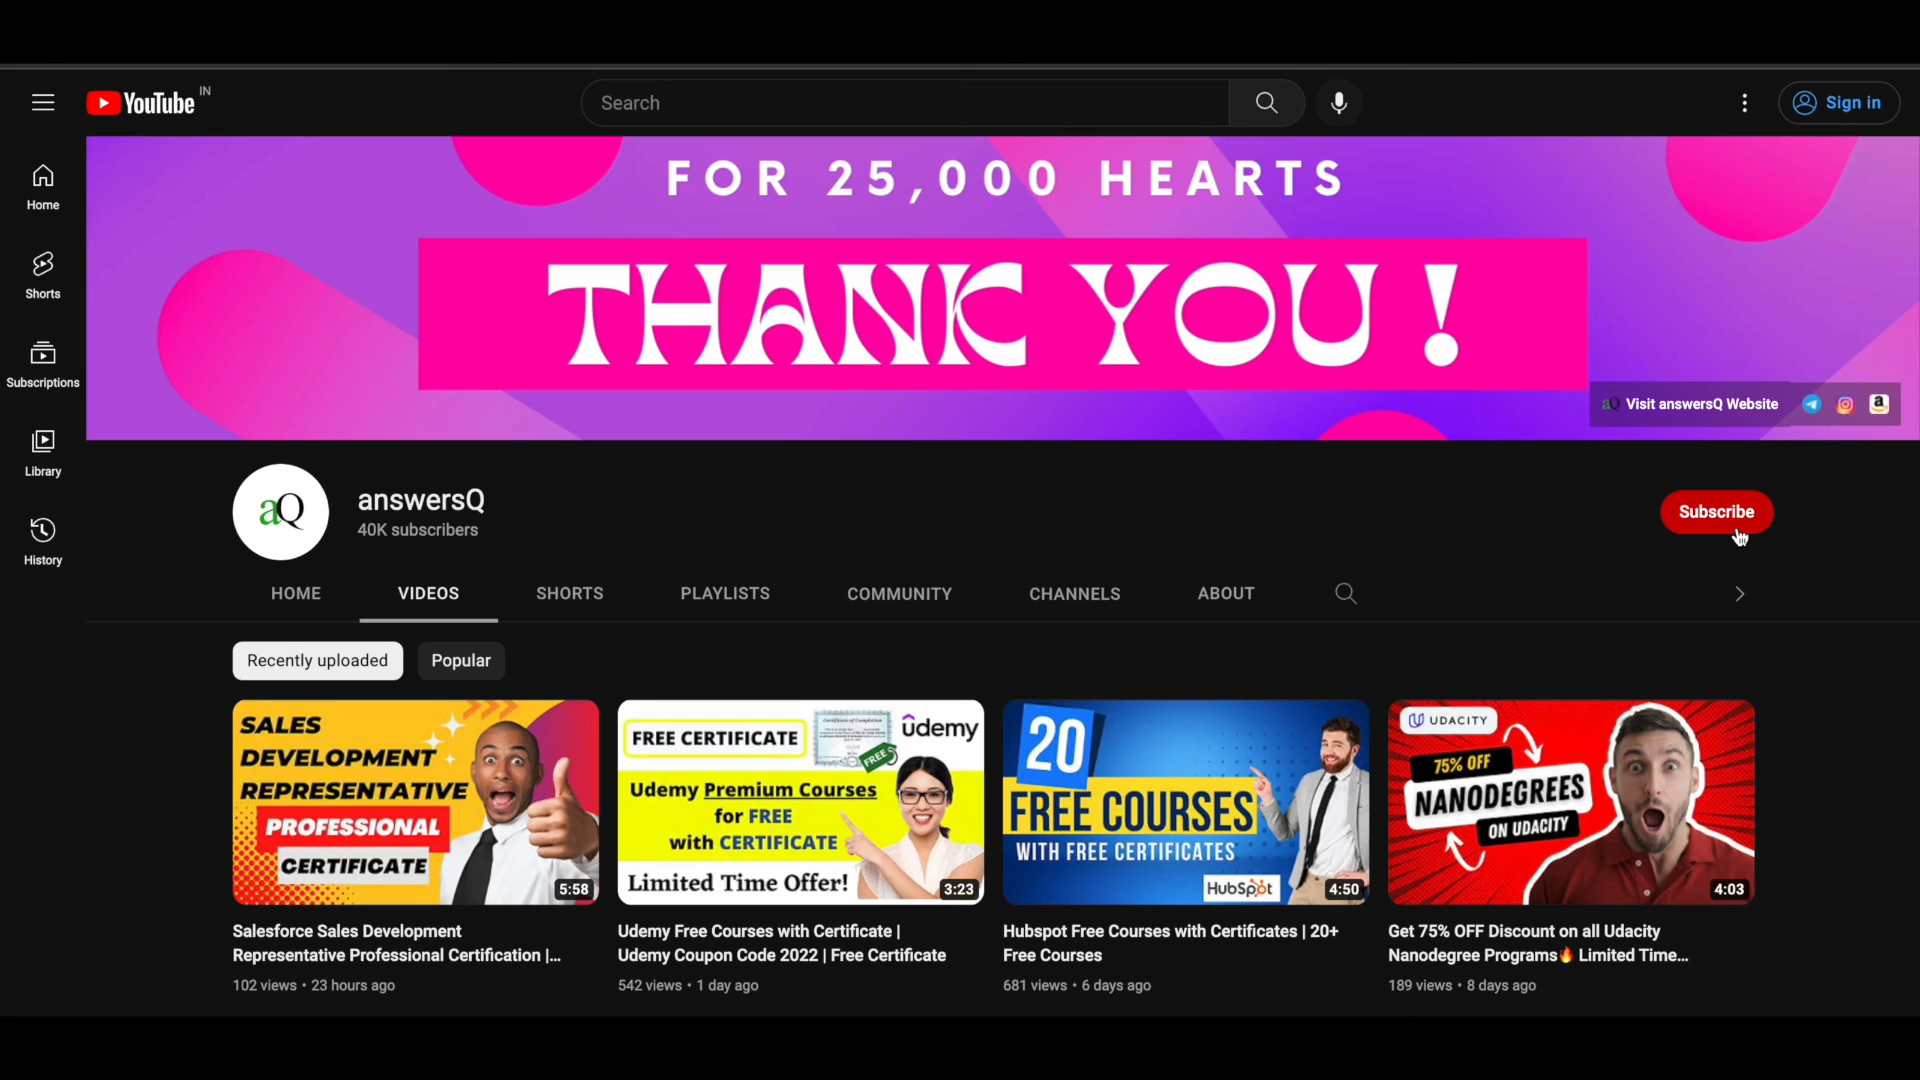 YouTube IN
Search
Sign in
Home
Shorts
Subscriptions
Library
History
FOR 25,000 HEARTS
THANK YOU !
aQ Visit answersQ Website
aQ
answersQ
40K subscribers
Subscribe
HOME VIDEOS SHORTS PLAYLISTS COMMUNITY CHANNELS ABOUT
Recently uploaded Popular
SALES
DEVELOPMENT
REPRESENTATIVE
PROFESSIONAL
CERTIFICATE
5:58
Salesforce Sales Development
Representative Professional Certification |...
102 views • 23 hours ago
FREE CERTIFICATE
Certificate of Completion
FREE
ûdemy
Udemy Premium Courses
for FREE
with CERTIFICATE
Limited Time Offer!
3:23
Udemy Free Courses with Certificate |
Udemy Coupon Code 2022 | Free Certificate
542 views • 1 day ago
20
FREE COURSES
WITH FREE CERTIFICATES
HubSpot
4:50
Hubspot Free Courses with Certificates | 20+
Free Courses
681 views • 6 days ago
UDACITY
75% OFF
NANODEGREES
ON UDACITY
4:03
Get 75% OFF Discount on all Udacity
Nanodegree Programs🔥 Limited Time...
189 views • 8 days ago